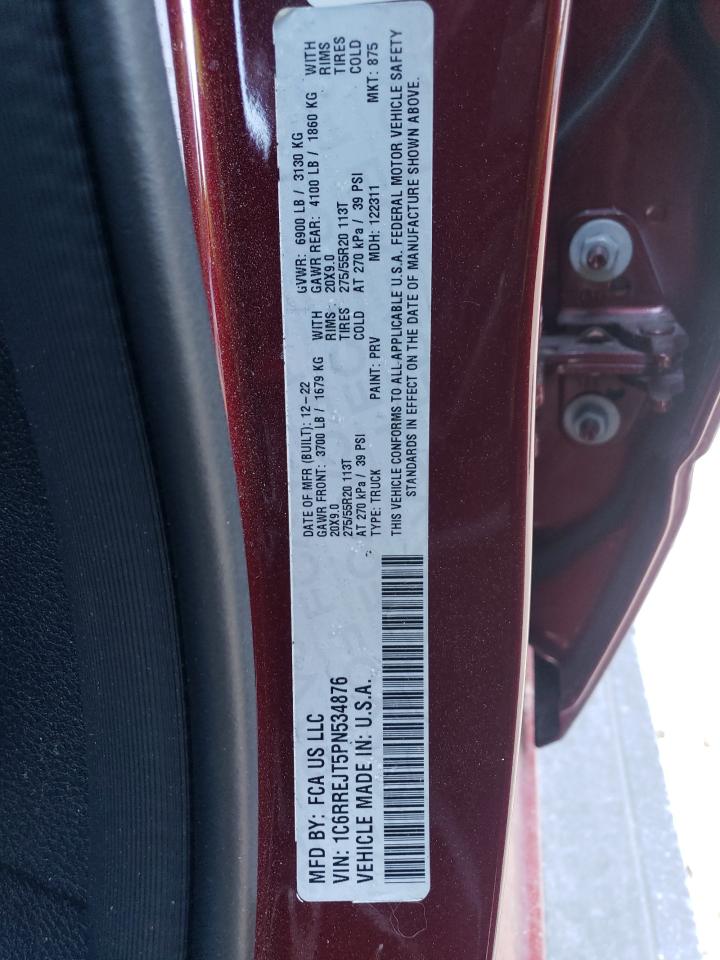 MFD BY: FCA US LLC
VIN: 1C6RREJT5PN534876
VEHICLE MADE IN: U.S.A.
DATE OF MFR (BUILT): 12-22 GVWR: 6900 LB / 3130 KG
GAWR FRONT: 3700 LB / 1679 KG WITH GAWR REAR: 4100 LB / 1860 KG WITH
20X9.0 RIMS 20X9.0 RIMS
275/55R20 113T TIRES 275/55R20 113T TIRES
AT 270 kPa / 39 PSI COLD AT 270 kPa / 39 PSI COLD
TYPE: TRUCK PAINT: PRV MDH: 122311 MKT: 875
THIS VEHICLE CONFORMS TO ALL APPLICABLE U.S.A. FEDERAL MOTOR VEHICLE SAFETY
STANDARDS IN EFFECT ON THE DATE OF MANUFACTURE SHOWN ABOVE.